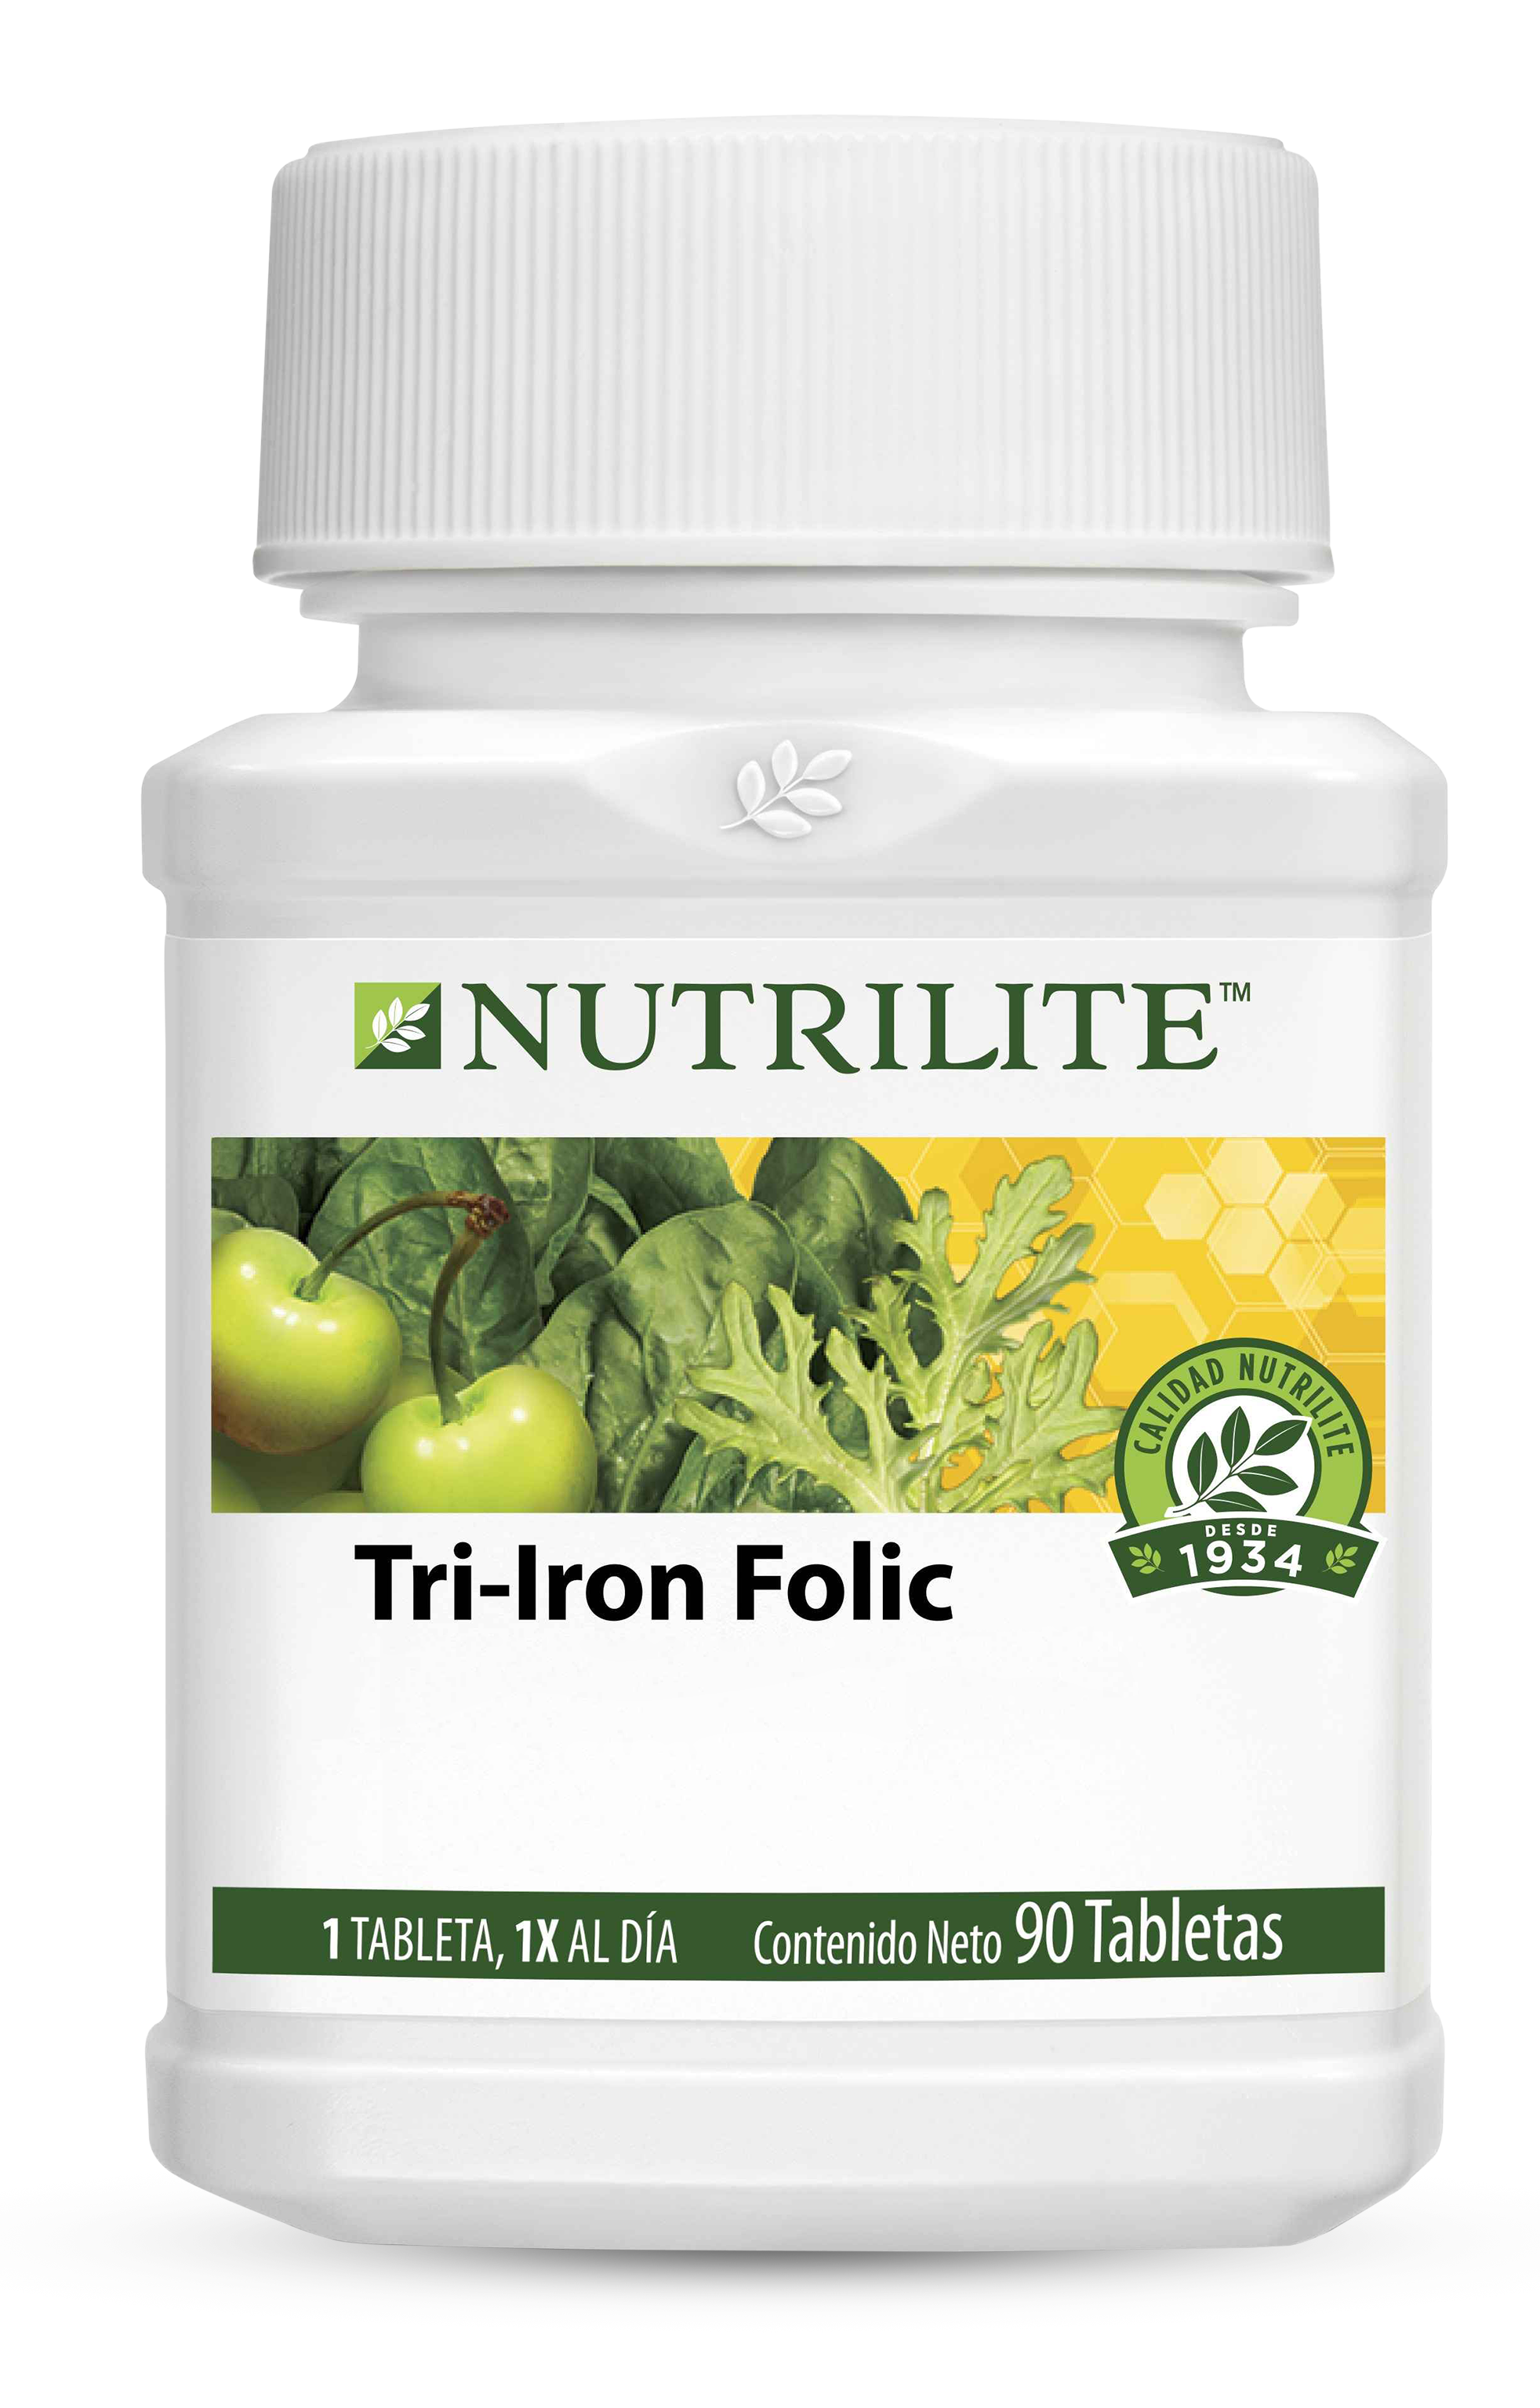 NUTRILITE™
CALIDAD NUTRILITE
DESDE
1934
Tri-Iron Folic
1 TABLETA, 1X AL DÍA Contenido Neto 90 Tabletas